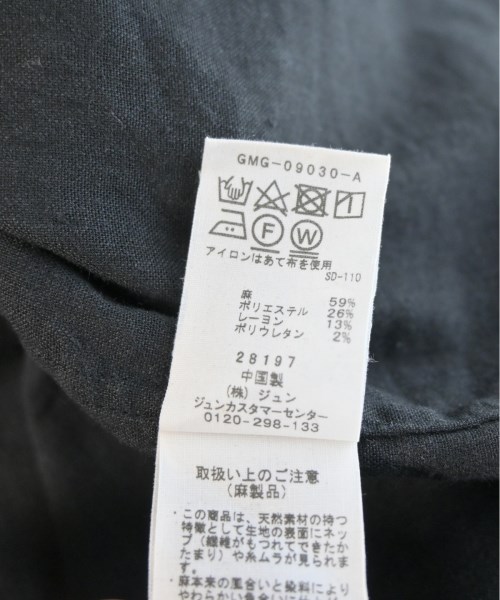 GMG-09030-A
F W
アイロンはあて布を使用
SD-110
麻 59%
ポリエステル 26%
レーヨン 13%
ポリウレタン 2%
28197
中国製
(株)ジュン
ジュンカスタマーセンター
0120-298-133
取扱い上のご注意
(麻製品)
・この商品は、天然素材の持つ
特徴として生地の表面にネッ
プ(繊維がもつれてできたか
たまり)や糸ムラが見られま
す。
・麻本来の風合いと染料により